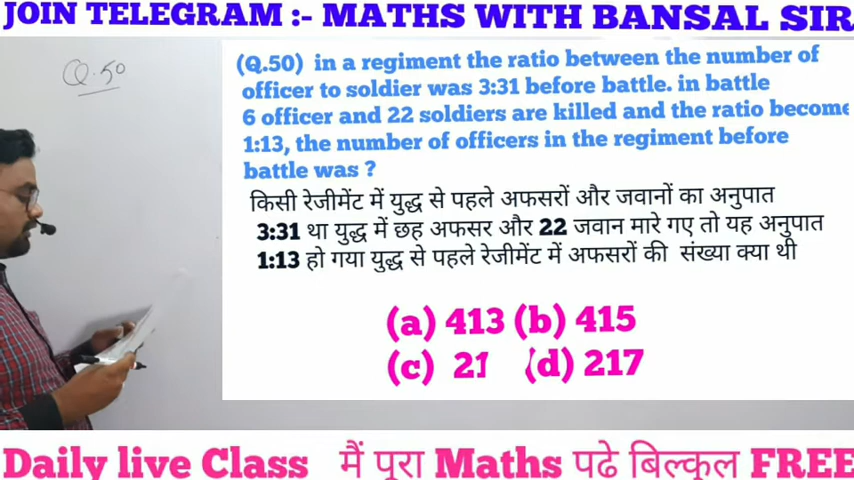 JOIN TELEGRAM :- MATHS WITH BANSAL SIR
Q.50
(Q.50) in a regiment the ratio between the number of
officer to soldier was 3:31 before battle. in battle
6 officer and 22 soldiers are killed and the ratio become
1:13, the number of officers in the regiment before
battle was ?
किसी रेजीमेंट में युद्ध से पहले अफसरों और जवानों का अनुपात
3:31 था युद्ध में छह अफसर और 22 जवान मारे गए तो यह अनुपात
1:13 हो गया युद्ध से पहले रेजीमेंट में अफसरों की संख्या क्या थी
(a) 413 (b) 415
(c) 21 (d) 217
Daily live Class में पूरा Maths पढे बिल्कुल FREE